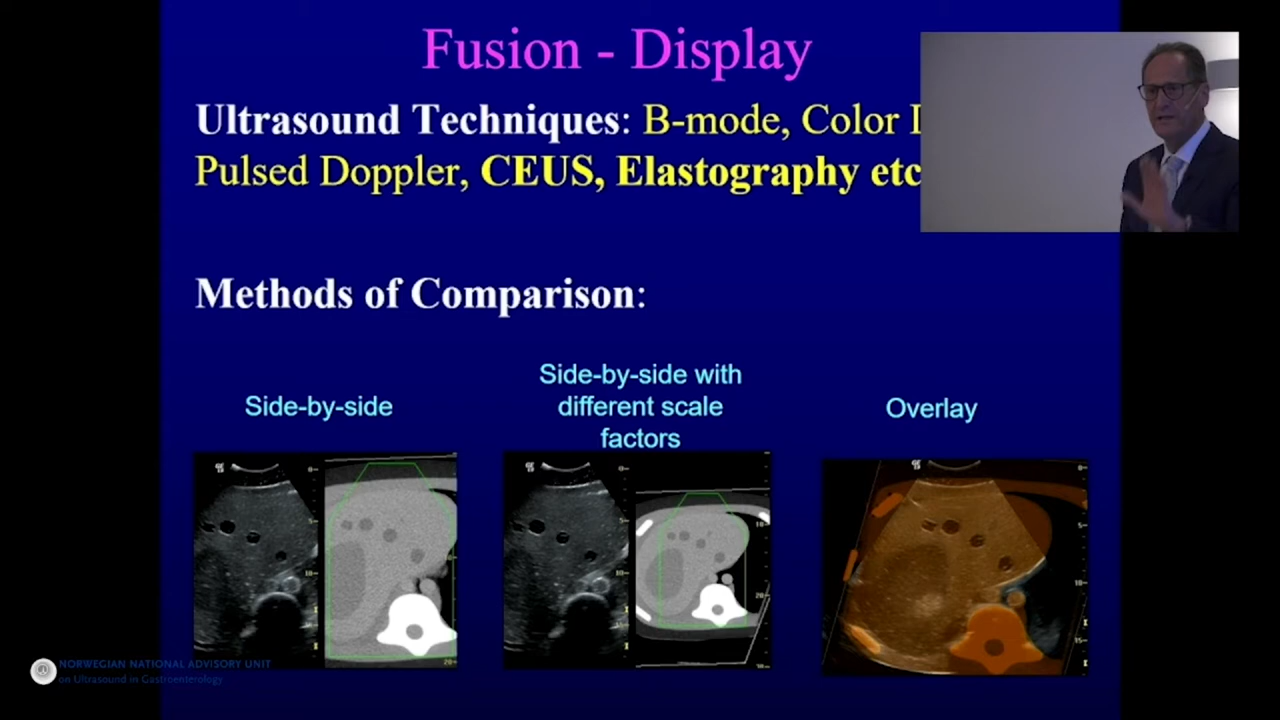 Fusion - Display
Ultrasound Techniques: B-mode, Color
Pulsed Doppler, CEUS, Elastography etc
Methods of Comparison:
Side-by-side
Side-by-side with
different scale
factors
Overlay
NORWEGIAN NATIONAL ADVISORY UNIT
on Ultrasound in Gastroenterology